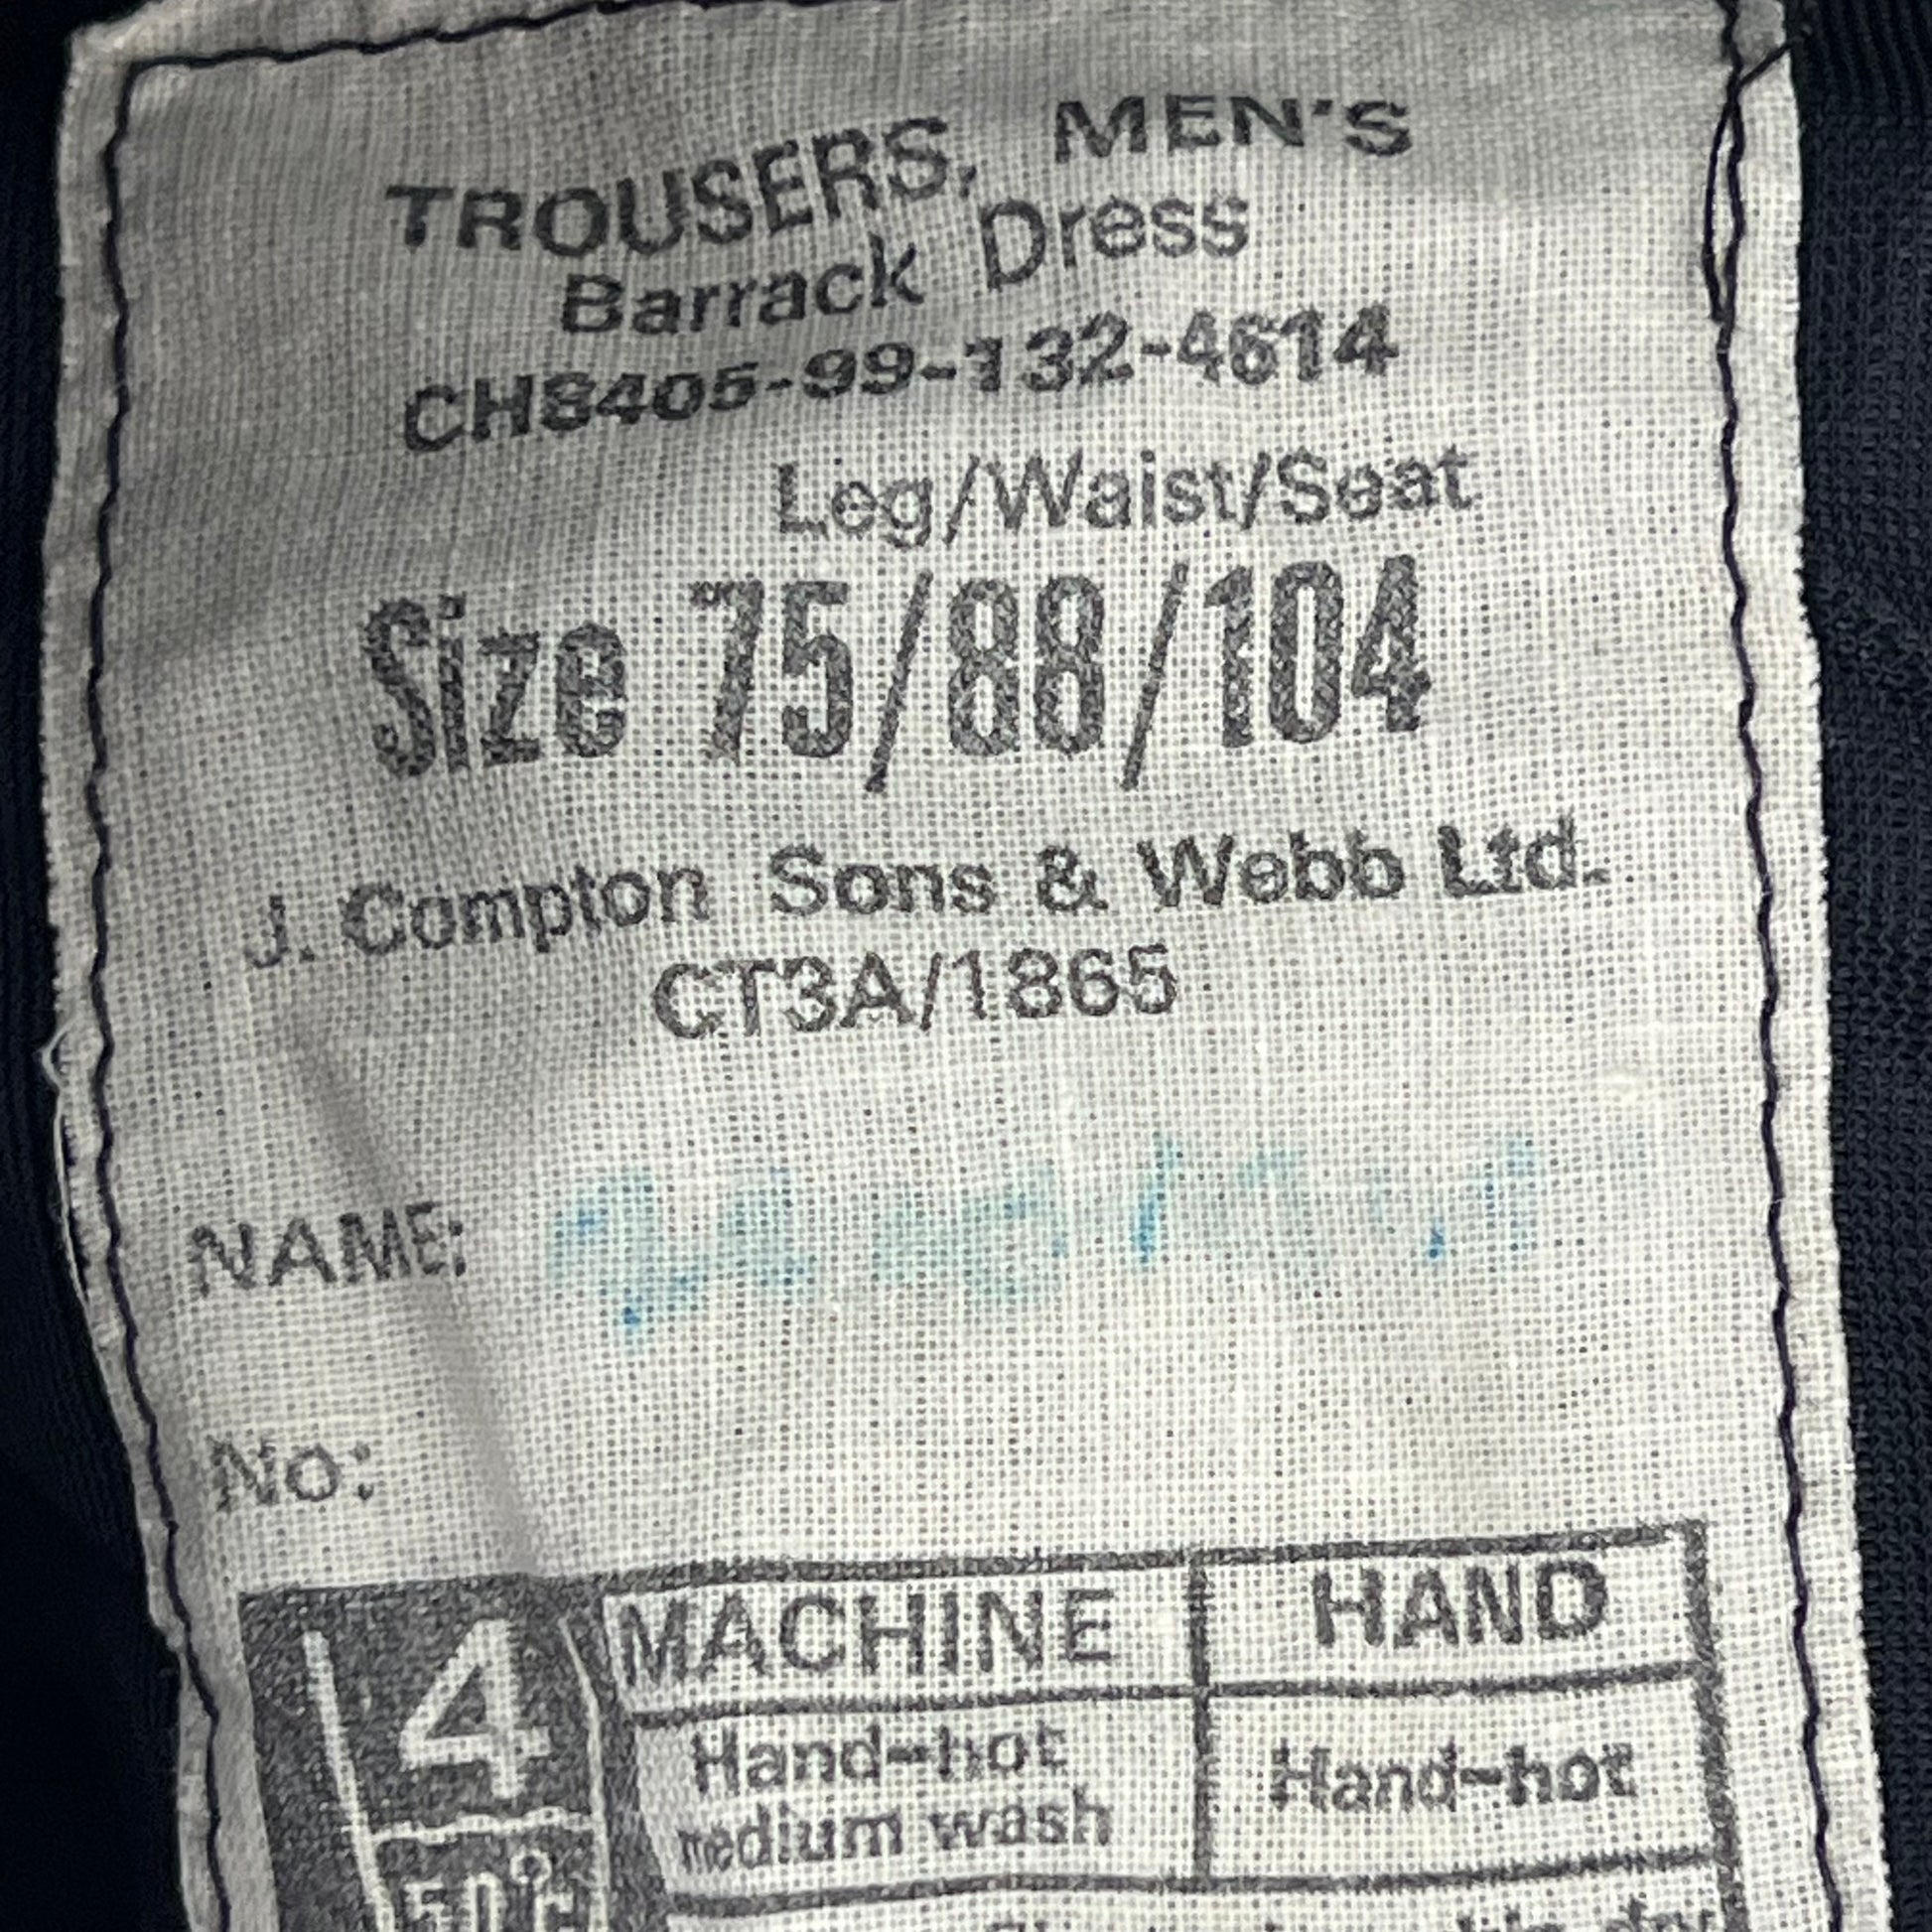 TROUSERS, MEN'S
Barrack Dress
CH8405-99-132-4614
Leg/Waist/Seat
Size 75/88/104
J. Compton Sons & Webb Ltd.
CT3A/1865
NAME:
No:
4 MACHINE HAND
Hand-hot Hand-hot
medium wash
50°C